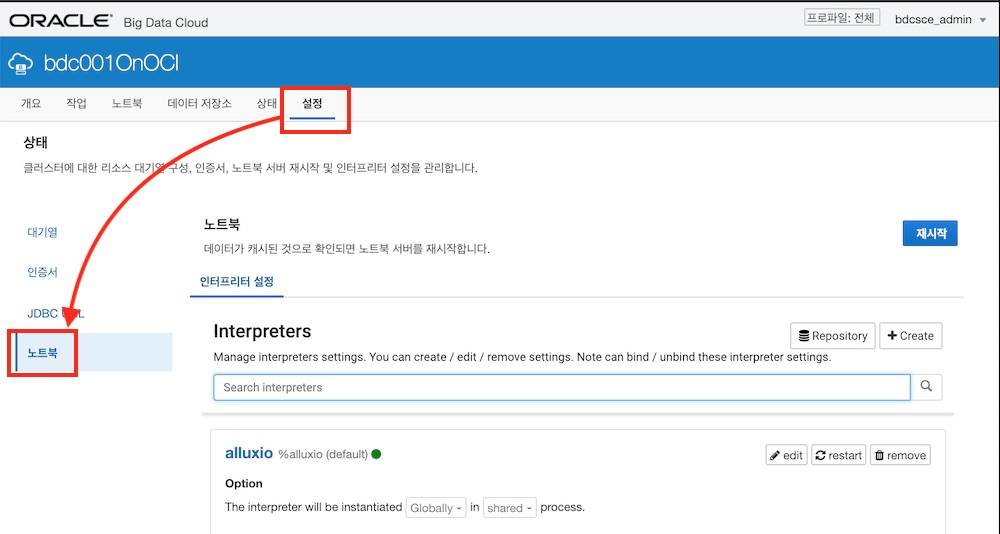 ORACLE® Big Data Cloud 프로파일: 전체 bdcsce_admin
bdc001OnOCI
개요 작업 노트북 데이터 저장소 상태 설정
상태
클러스터에 대한 리소스 대기열 구성, 인증서, 노트북 서버 재시작 및 인터프리터 설정을 관리합니다.
대기열
인증서
JDBC URL
노트북
노트북
재시작
데이터가 캐시된 것으로 확인되면 노트북 서버를 재시작합니다.
인터프리터 설정
Interpreters
Repository
Create
Manage interpreters settings. You can create / edit / remove settings. Note can bind / unbind these interpreter settings.
Search interpreters
alluxio %alluxio (default)
edit restart remove
Option
The interpreter will be instantiated Globally in shared process.